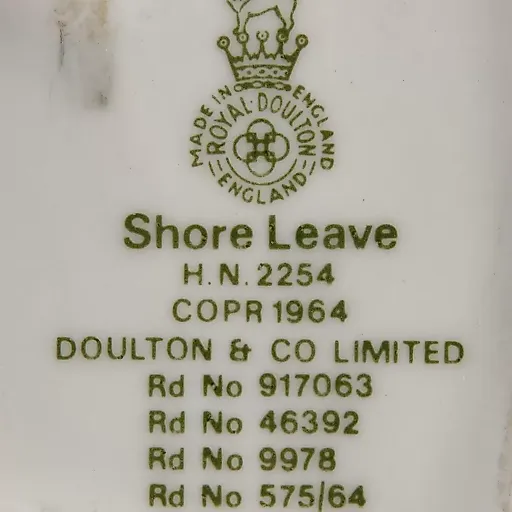 MADE IN ENGLAND
ROYAL·DOULTON
ENGLAND
Shore Leave
H.N. 2254
COPR 1964
DOULTON & CO LIMITED
Rd No 917063
Rd No 46392
Rd No 9978
Rd No 575/64